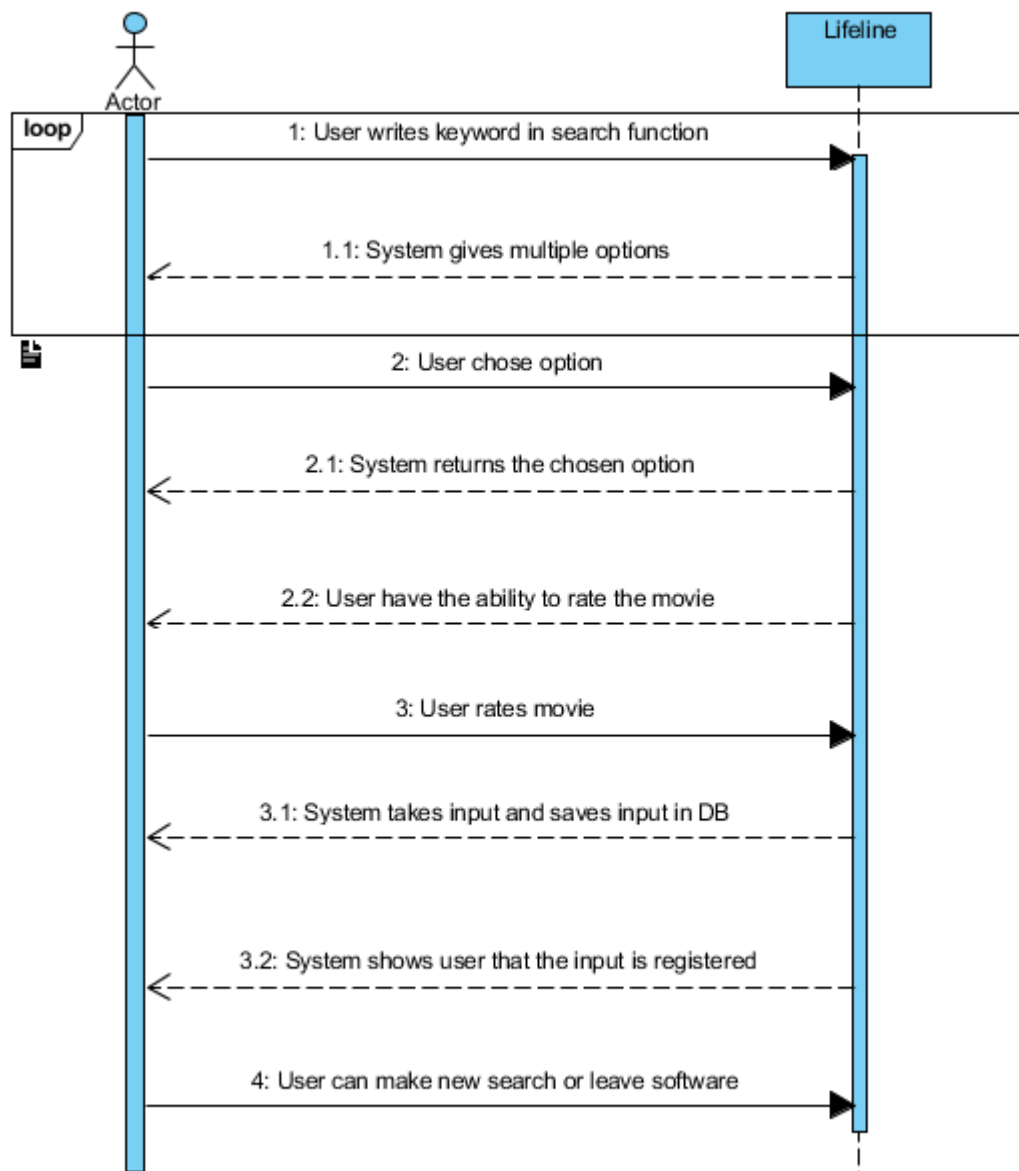 Lifeline
Actor
loop
1: User writes keyword in search function
1.1: System gives multiple options
2: User chose option
2.1: System returns the chosen option
2.2: User have the ability to rate the movie
3: User rates movie
3.1: System takes input and saves input in DB
3.2: System shows user that the input is registered
4: User can make new search or leave software